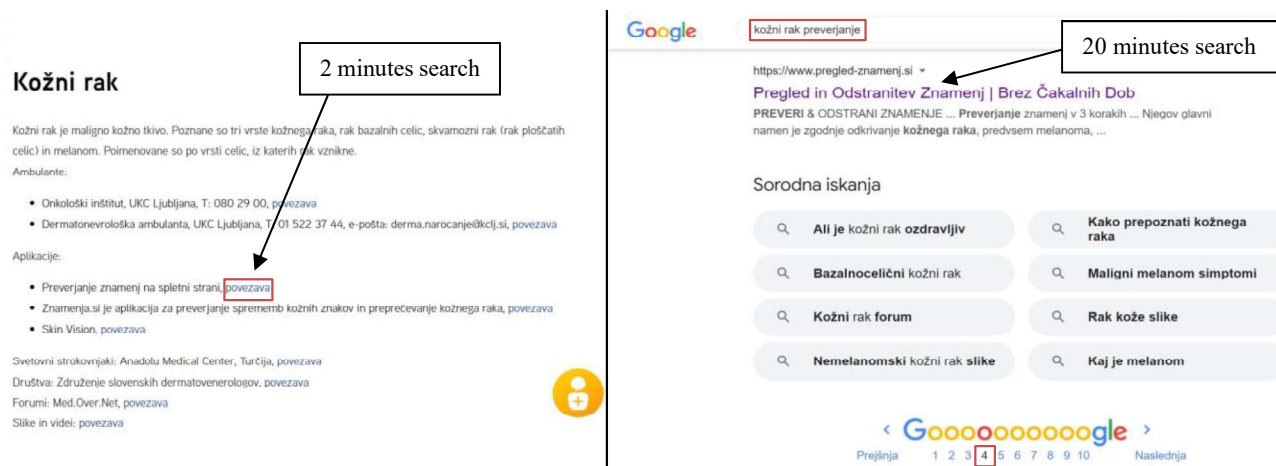 2 minutes search
Kožni rak
Kožni rak je maligno kožno tkivo. Poznane so tri vrste kožnega raka, rak bazalnih celic, skvamozni rak (rak ploščatih
celic) in melanom. Poimenovane so po vrsti celic, iz katerih rak vznikne.
Ambulante:
• Onkološki inštitut, UKC Ljubljana, T: 080 29 00, povezava
• Dermatonevrološka ambulanta, UKC Ljubljana, T: 01 522 37 44, e-pošta: derma.narocanje@kclj.si, povezava
Aplikacije:
• Preverjanje znamenj na spletni strani, povezava
• Znamenja.si je aplikacija za preverjanje sprememb kožnih znakov in preprečevanje kožnega raka, povezava
• Skin Vision, povezava
Svetovni strokovnjaki: Anadolu Medical Center, Turčija, povezava
Društva: Združenje slovenskih dermatovenerologov, povezava
Forumi: Med.Over.Net, povezava
Slike in videi: povezava
Google
kožni rak preverjanje
20 minutes search
https://www.pregled-znamenj.si
Pregled in Odstranitev Znamenj | Brez Čakalnih Dob
PREVERI & ODSTRANI ZNAMENJE ... Preverjanje znamenj v 3 korakih ... Njegov glavni
namen je zgodnje odkrivanje kožnega raka, predvsem melanoma, ...
Sorodna iskanja
Ali je kožni rak ozdravljiv
Kako prepoznati kožnega
raka
Bazalnocelični kožni rak
Maligni melanom simptomi
Kožni rak forum
Rak kože slike
Nemelanomski kožni rak slike
Kaj je melanom
< Goooooooooogle >
Prejšnja 1 2 3 4 5 6 7 8 9 10 Naslednja